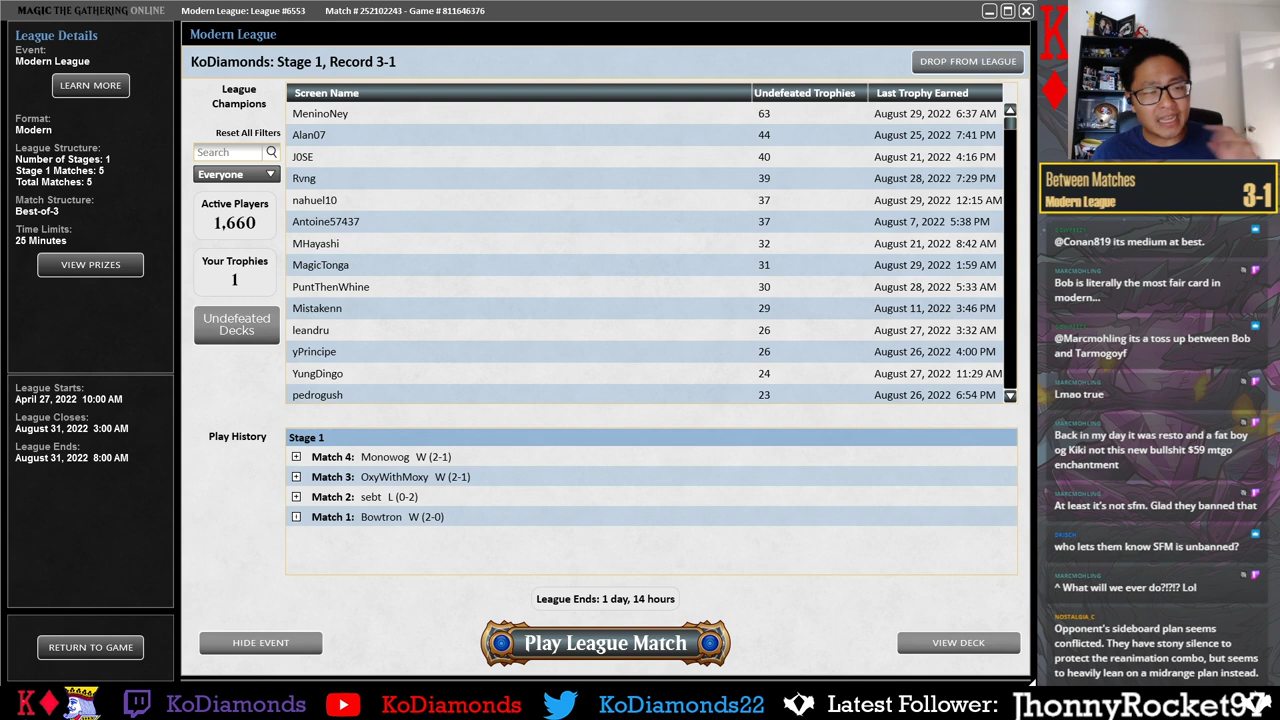 MAGIC THE GATHERING ONLINE
Modern League: League #6553
Match # 252102243 - Game # 811646376
League Details
Event:
Modern League
LEARN MORE
Format:
Modern
League Structure:
Number of Stages: 1
Stage 1 Matches: 5
Total Matches: 5
Match Structure:
Best-of-3
Time Limits:
25 Minutes
VIEW PRIZES
League Starts:
April 27, 2022 10:00 AM
League Closes:
August 31, 2022 3:00 AM
League Ends:
August 31, 2022 8:00 AM
RETURN TO GAME
Modern League
KoDiamonds: Stage 1, Record 3-1
DROP FROM LEAGUE
League
Champions
Reset All Filters
Search
Everyone
Active Players
1,660
Your Trophies
1
Undefeated
Decks
Screen Name Undefeated Trophies Last Trophy Earned
MeninoNey 63 August 29, 2022 6:37 AM
Alan07 44 August 25, 2022 7:41 PM
J0SE 40 August 21, 2022 4:16 PM
Rvng 39 August 28, 2022 7:29 PM
nahuel10 37 August 29, 2022 12:15 AM
Antoine57437 37 August 7, 2022 5:38 PM
MHayashi 32 August 21, 2022 8:42 AM
MagicTonga 31 August 29, 2022 1:59 AM
PuntThenWhine 30 August 28, 2022 5:33 AM
Mistakenn 29 August 11, 2022 3:46 PM
leandru 26 August 27, 2022 3:32 AM
yPrincipe 26 August 26, 2022 4:00 PM
YungDingo 24 August 27, 2022 11:29 AM
pedrogush 23 August 26, 2022 6:54 PM
Play History
Stage 1
Match 4: Monowog W (2-1)
Match 3: OxyWithMoxy W (2-1)
Match 2: sebt L (0-2)
Match 1: Bowtron W (2-0)
League Ends: 1 day, 14 hours
HIDE EVENT
Play League Match
VIEW DECK
K
Between Matches
Modern League
3-1
@Conan819 its medium at best.
MARCMOHLING
Bob is literally the most fair card in
modern...
@Marcmohling its a toss up between Bob
and Tarmogoyf
MARCMOHLING
Lmao true
MARCMOHLING
Back in my day it was resto and a fat boy
og Kiki not this new bullshit $59 mtgo
enchantment
MARCMOHLING
At least it's not sfm. Glad they banned that
who lets them know SFM is unbanned?
MARCMOHLING
^ What will we ever do?!?!? Lol
NOSTALGIA_C
Opponent's sideboard plan seems
conflicted. They have stony silence to
protect the reanimation combo, but seems
to heavily lean on a midrange plan instead.
K
KoDiamonds
KoDiamonds
KoDiamonds22
Latest Follower:
JhonnyRocket97